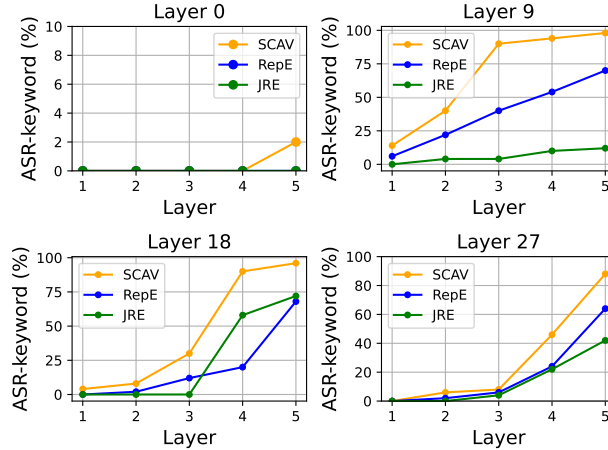 Layer 0
ASR-keyword (%)
10
8
6
4
2
0
SCAV
RepE
JRE
1 2 3 4 5
Layer
Layer 9
ASR-keyword (%)
100
75
50
25
0
SCAV
RepE
JRE
1 2 3 4 5
Layer
Layer 18
ASR-keyword (%)
100
75
50
25
0
SCAV
RepE
JRE
1 2 3 4 5
Layer
Layer 27
ASR-keyword (%)
100
80
60
40
20
0
SCAV
RepE
JRE
1 2 3 4 5
Layer